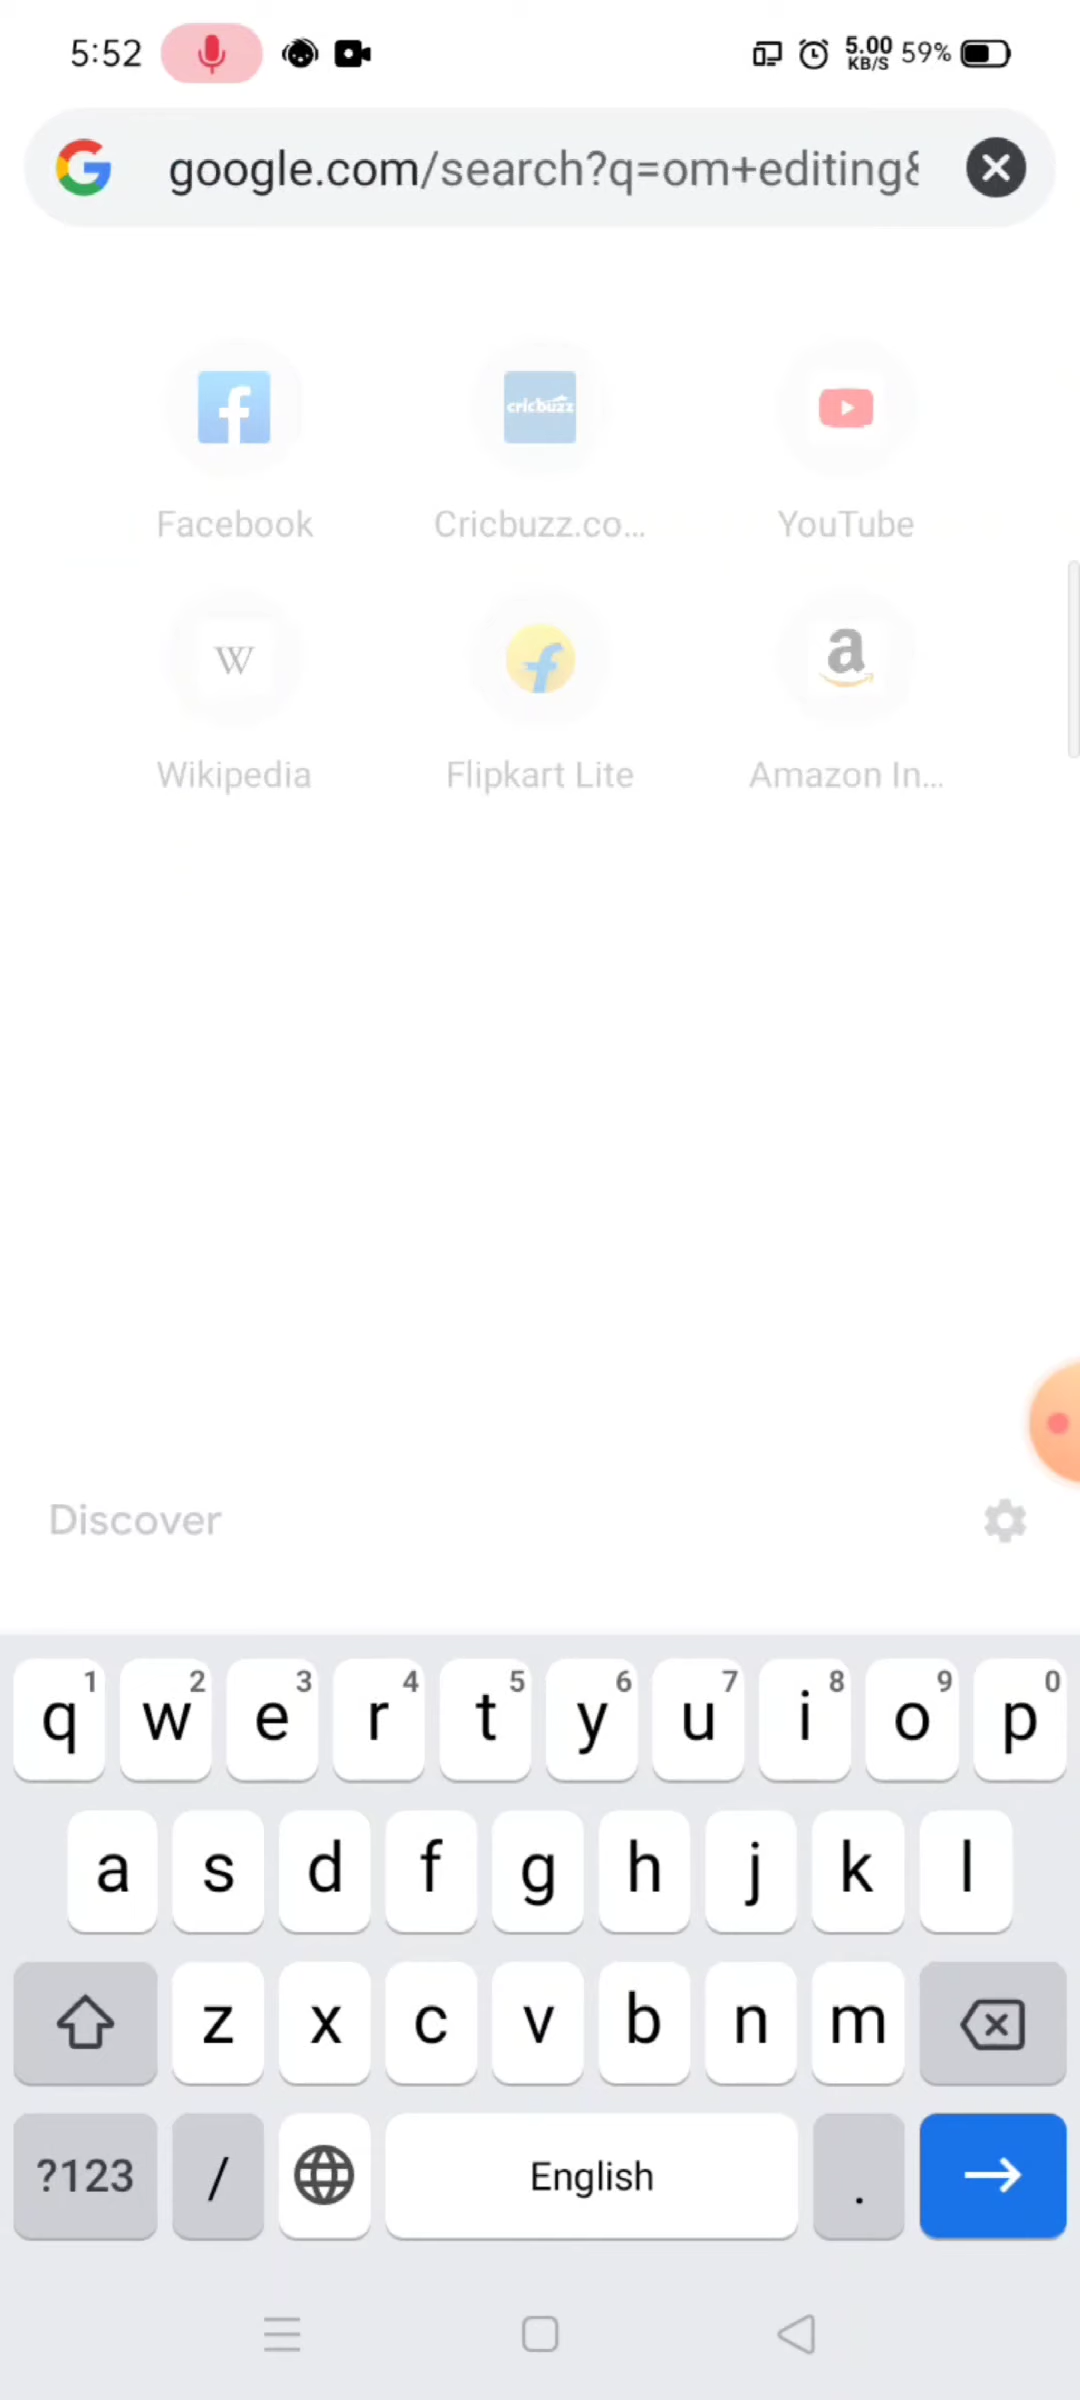 5:52
5.00
KB/S
59%
google.com/search?q=om+editing&
cricbuzz
Facebook
Cricbuzz.co...
YouTube
W
a
Wikipedia
Flipkart Lite
Amazon In...
Discover
q 1 w 2 e 3 r 4 t 5 y 6 u 7 i 8 o 9 p 0
a s d f g h j k l
z x c v b n m
?123 / English .